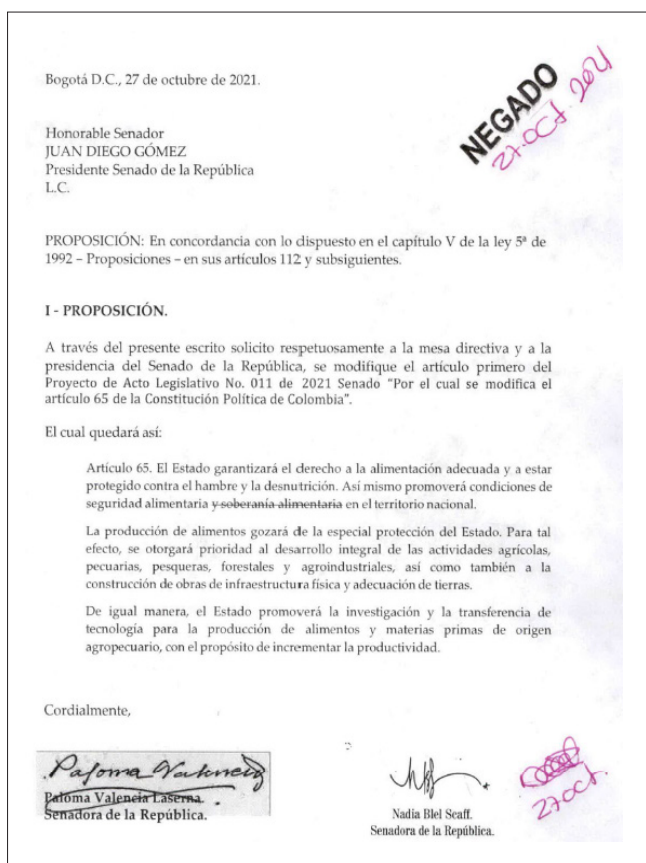 Bogotá D.C., 27 de octubre de 2021.
NEGADO
27.OCT.2021
Honorable Senador
JUAN DIEGO GÓMEZ
Presidente Senado de la República
L.C.
PROPOSICIÓN: En concordancia con lo dispuesto en el capítulo V de la ley 5ª de
1992 – Proposiciones – en sus artículos 112 y subsiguientes.
I - PROPOSICIÓN.
A través del presente escrito solicito respetuosamente a la mesa directiva y a la
presidencia del Senado de la República, se modifique el artículo primero del
Proyecto de Acto Legislativo No. 011 de 2021 Senado "Por el cual se modifica el
artículo 65 de la Constitución Política de Colombia".
El cual quedará así:
Artículo 65. El Estado garantizará el derecho a la alimentación adecuada y a estar
protegido contra el hambre y la desnutrición. Así mismo promoverá condiciones de
seguridad alimentaria y soberanía alimentaria en el territorio nacional.
La producción de alimentos gozará de la especial protección del Estado. Para tal
efecto, se otorgará prioridad al desarrollo integral de las actividades agrícolas,
pecuarias, pesqueras, forestales y agroindustriales, así como también a la
construcción de obras de infraestructura física y adecuación de tierras.
De igual manera, el Estado promoverá la investigación y la transferencia de
tecnología para la producción de alimentos y materias primas de origen
agropecuario, con el propósito de incrementar la productividad.
Cordialmente,
Paloma Valencia
Paloma Valencia Laserna.
Senadora de la República.
Nadia Blel Scaff.
Senadora de la República.
27OCT.